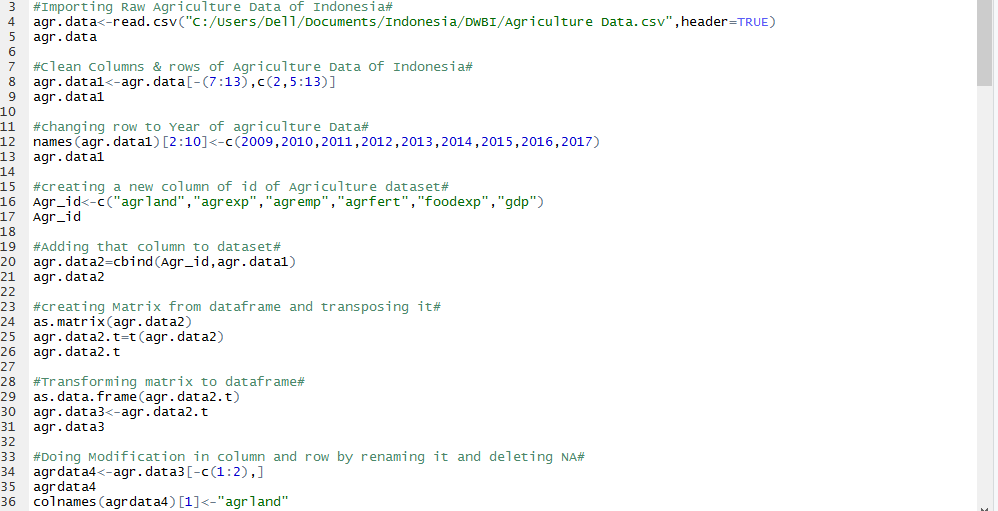 3 #Importing Raw Agriculture Data of Indonesia#
4 agr.data<-read.csv("C:/Users/Dell/Documents/Indonesia/DWBI/Agriculture Data.csv",header=TRUE)
5 agr.data
6
7 #Clean Columns & rows of Agriculture Data Of Indonesia#
8 agr.data1<-agr.data[-(7:13),c(2,5:13)]
9 agr.data1
10
11 #changing row to Year of agriculture Data#
12 names(agr.data1)[2:10]<-c(2009,2010,2011,2012,2013,2014,2015,2016,2017)
13 agr.data1
14
15 #creating a new column of id of Agriculture dataset#
16 Agr_id<-c("agrland","agrexp","agremp","agrfert","foodexp","gdp")
17 Agr_id
18
19 #Adding that column to dataset#
20 agr.data2=cbind(Agr_id,agr.data1)
21 agr.data2
22
23 #creating Matrix from dataframe and transposing it#
24 as.matrix(agr.data2)
25 agr.data2.t=t(agr.data2)
26 agr.data2.t
27
28 #Transforming matrix to dataframe#
29 as.data.frame(agr.data2.t)
30 agr.data3<-agr.data2.t
31 agr.data3
32
33 #Doing Modification in column and row by renaming it and deleting NA#
34 agrdata4<-agr.data3[-c(1:2),]
35 agrdata4
36 colnames(agrdata4)[1]<-"agrland"